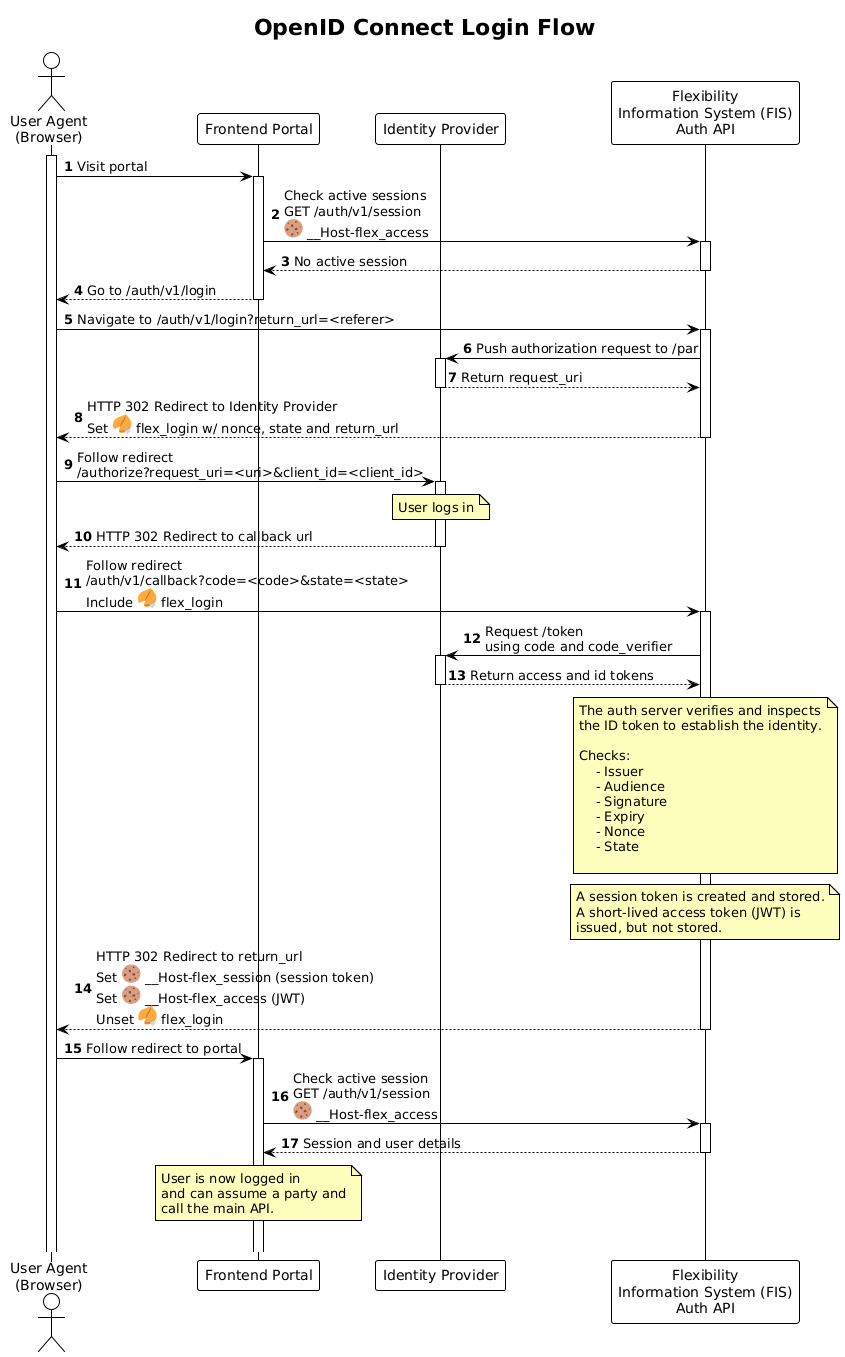 OpenID Connect Login Flow
User Agent
(Browser)
Frontend Portal
Identity Provider
Flexibility
Information System (FIS)
Auth API
1 Visit portal
Check active sessions
2 GET /auth/v1/session
__Host-flex_access
3 No active session
4 Go to /auth/v1/login
5 Navigate to /auth/v1/login?return_url=<referer>
6 Push authorization request to /par
7 Return request_uri
8 HTTP 302 Redirect to Identity Provider
Set flex_login w/ nonce, state and return_url
9 Follow redirect
/authorize?request_uri=<uri>&client_id=<client_id>
User logs in
10 HTTP 302 Redirect to callback url
Follow redirect
11 /auth/v1/callback?code=<code>&state=<state>
Include flex_login
12 Request /token
using code and code_verifier
13 Return access and id tokens
The auth server verifies and inspects
the ID token to establish the identity.
Checks:
- Issuer
- Audience
- Signature
- Expiry
- Nonce
- State
A session token is created and stored.
A short-lived access token (JWT) is
issued, but not stored.
HTTP 302 Redirect to return_url
Set __Host-flex_session (session token)
14 Set __Host-flex_access (JWT)
Unset flex_login
15 Follow redirect to portal
Check active session
16 GET /auth/v1/session
__Host-flex_access
17 Session and user details
User is now logged in
and can assume a party and
call the main API.
User Agent
(Browser)
Frontend Portal
Identity Provider
Flexibility
Information System (FIS)
Auth API